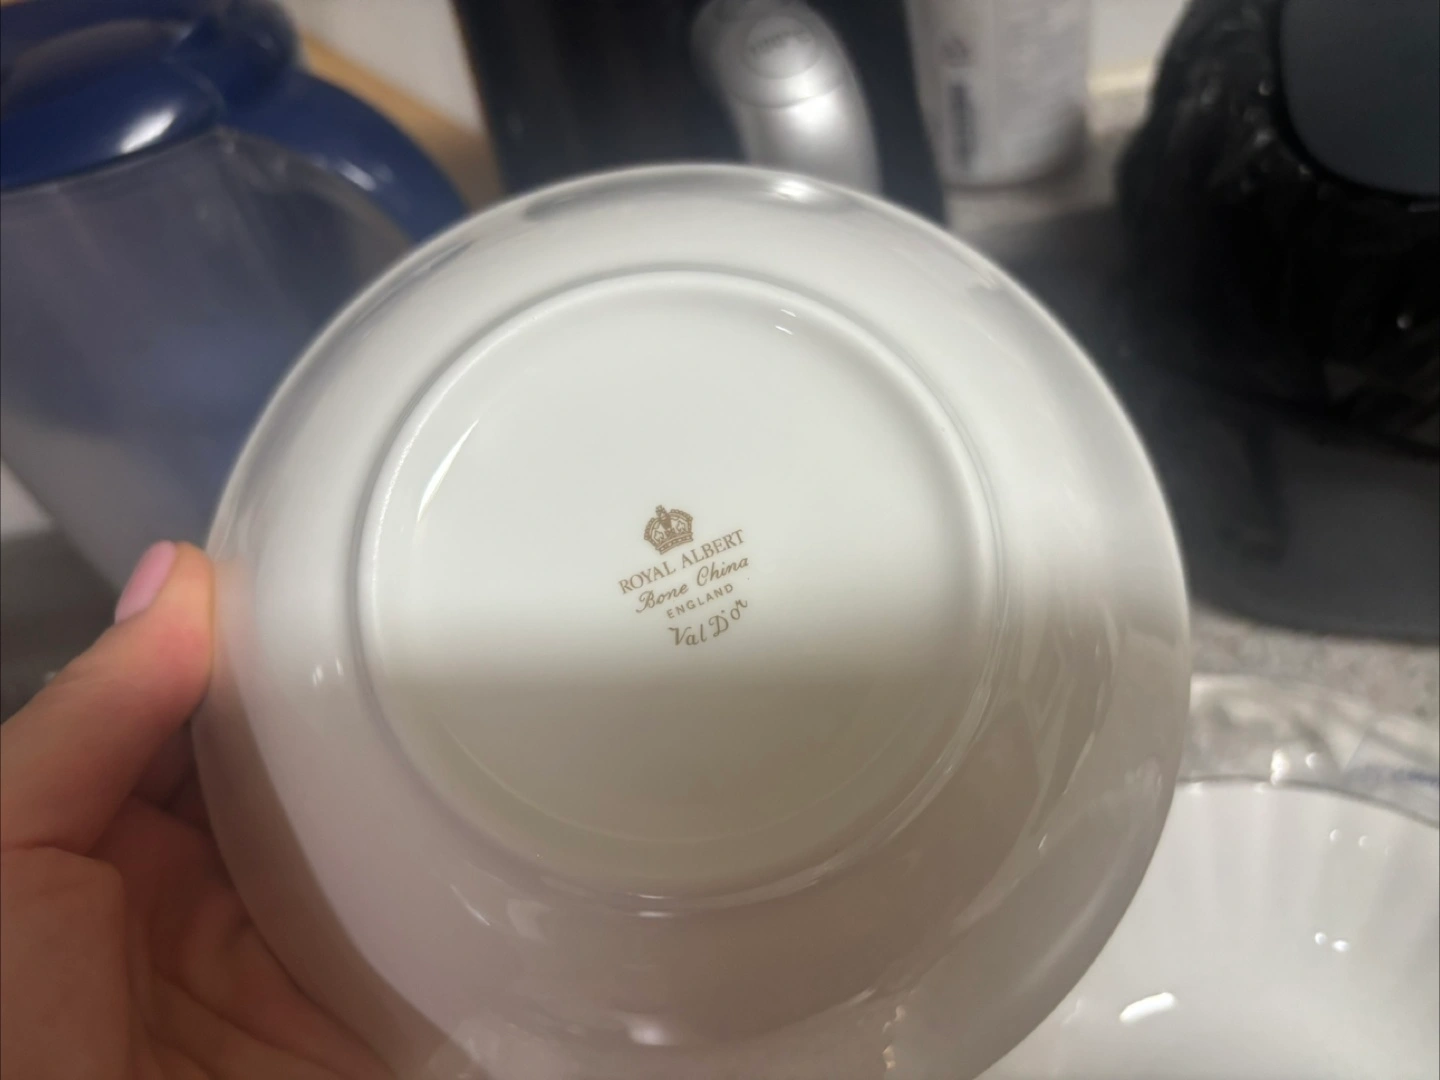 ROYAL ALBERT
Bone China
ENGLAND
Val D'or